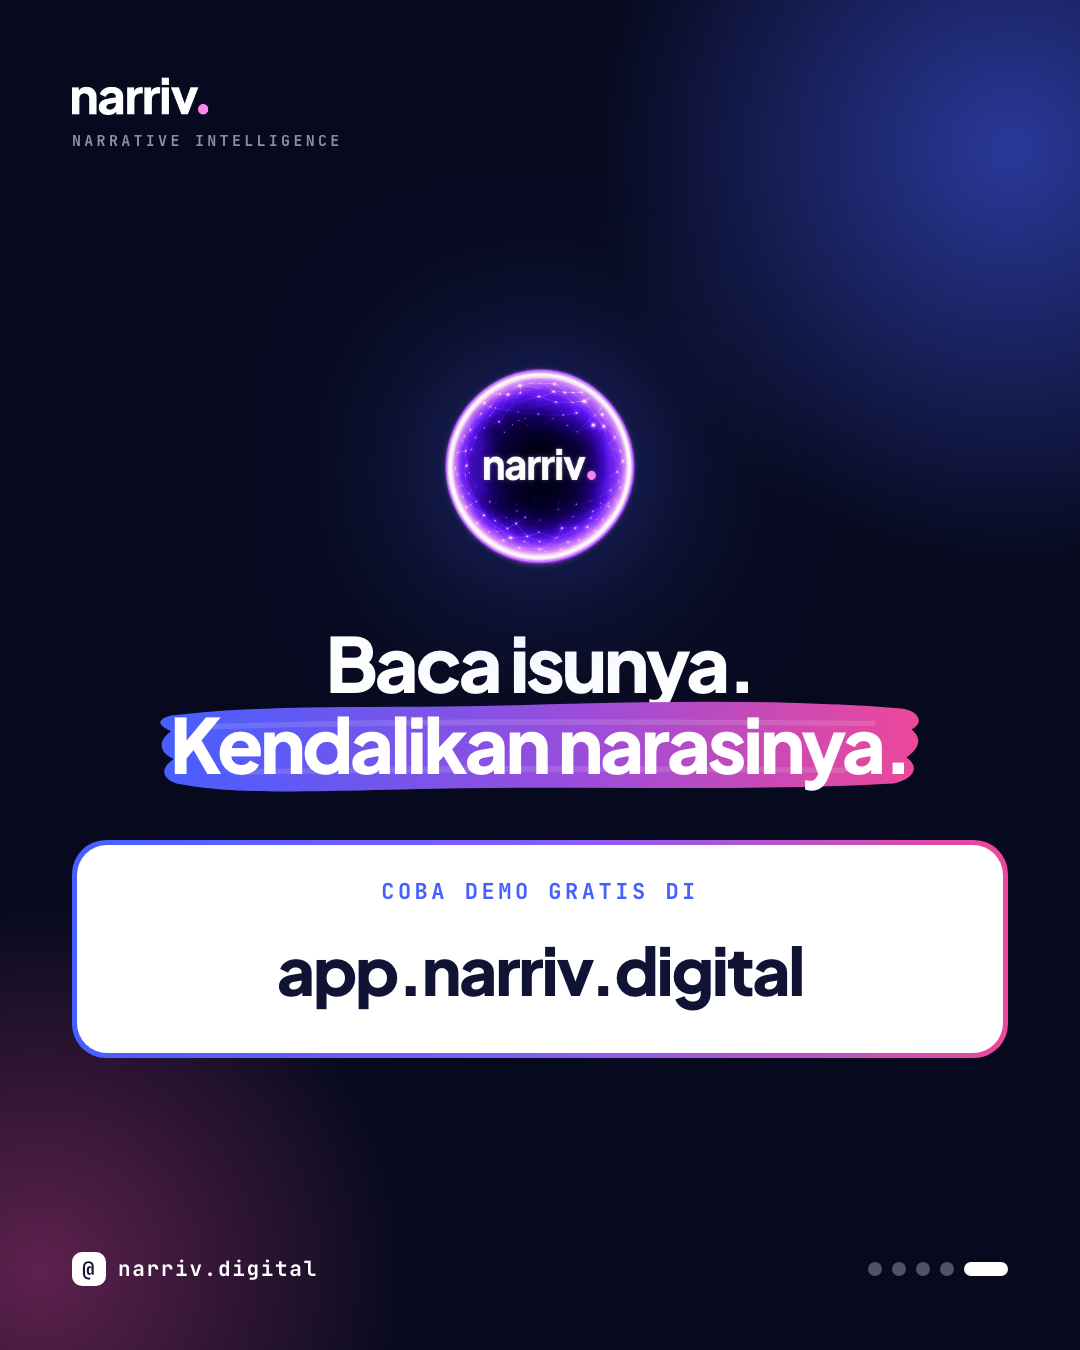 narriv.
NARRATIVE INTELLIGENCE
narriv.
Baca isunya.
Kendalikan narasinya.
COBA DEMO GRATIS DI
app.narriv.digital
@ narriv.digital